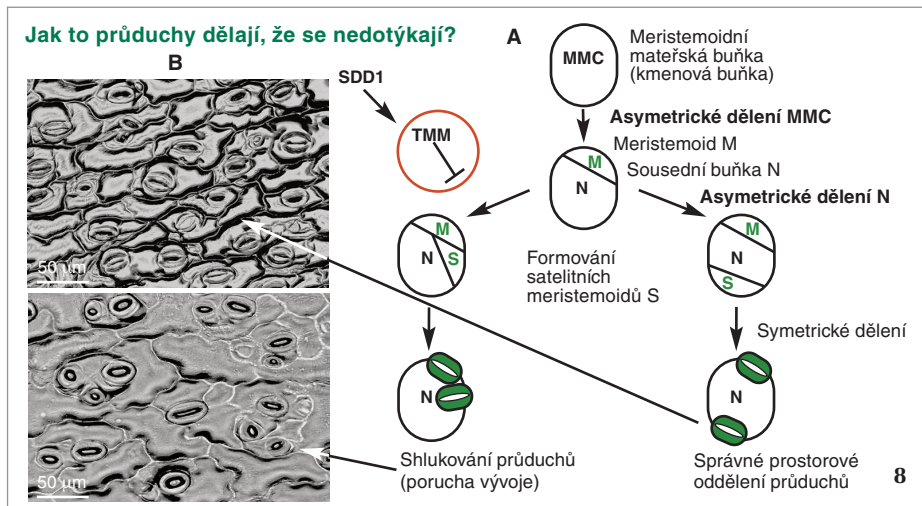 Jak to průduchy dělají, že se nedotýkají?
B
50 µm
50 µm
A
MMC
Meristemoidní
mateřská buňka
(kmenová buňka)
SDD1
TMM
Asymetrické dělení MMC
Meristemoid M
Sousední buňka N
M
N
Asymetrické dělení N
M
N
S
Formování
satelitních
meristemoidů S
M
N
S
Symetrické dělení
N
N
Shlukování průduchů
(porucha vývoje)
Správné prostorové
oddělení průduchů
8